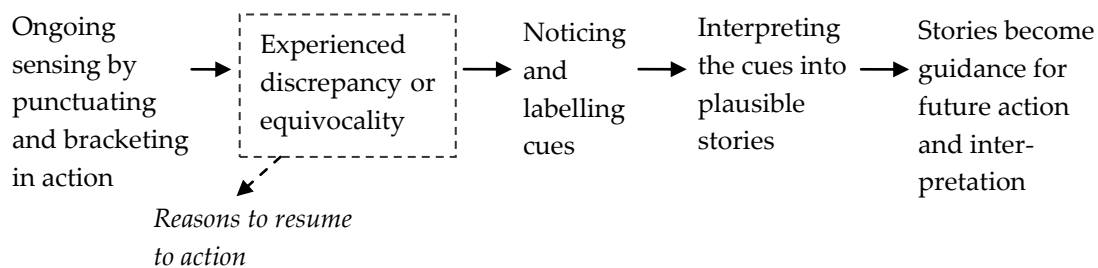 Ongoing
sensing by
punctuating
and bracketing
in action
Experienced
discrepancy or
equivocality
Reasons to resume
to action
Noticing
and
labelling
cues
Interpreting
the cues into
plausible
stories
Stories become
guidance for
future action
and inter-
pretation